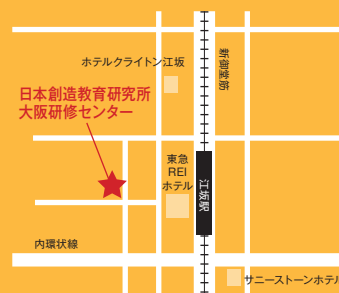 ホテルクライトン江坂
新御堂筋
日本創造教育研究所
大阪研修センター
東急
REI
ホテル
江坂駅
内環状線
サニーストーンホテル